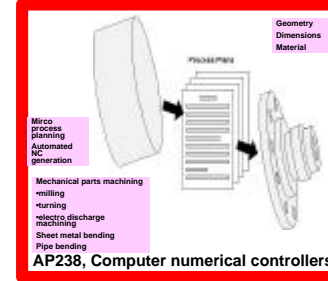 Geometry
Dimensions
Material
Process Plans
Mirco
process
planning
Automated
NC
generation
Mechanical parts machining
•milling
•turning
•electro discharge
machining
Sheet metal bending
Pipe bending
AP238, Computer numerical controllers